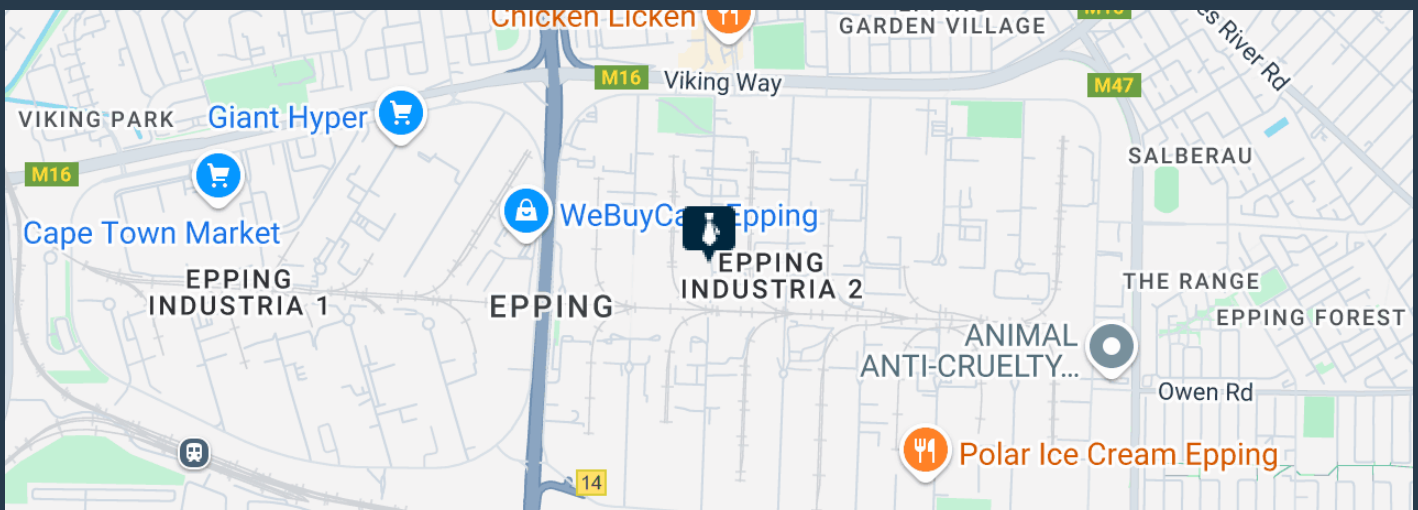 Chicken Licken
GARDEN VILLAGE
es River Rd
M16
Viking Way
M47
VIKING PARK
Giant Hyper
SALBERAU
M16
Cape Town Market
WeBuyCa Epping
EPPING
INDUSTRIA 1
EPPING
INDUSTRIA 2
EPPING
THE RANGE
EPPING FOREST
ANIMAL
ANTI-CRUELTY...
Owen Rd
Polar Ice Cream Epping
14